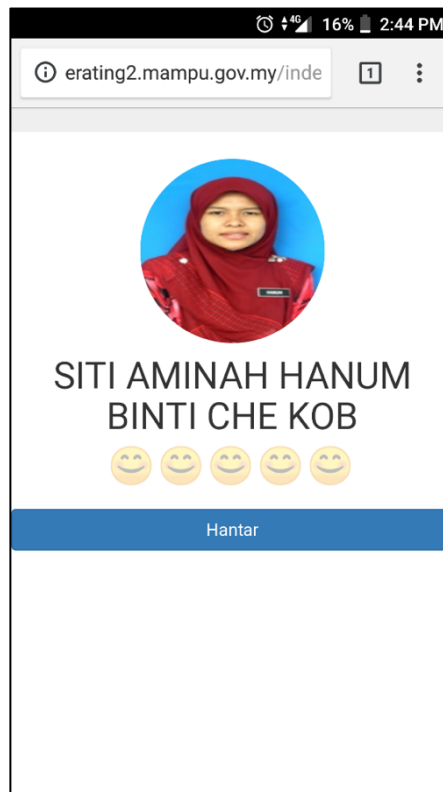 16% 2:44 PM
erating2.mampu.gov.my/inde
1
SITI AMINAH HANUM
BINTI CHE KOB
Hantar